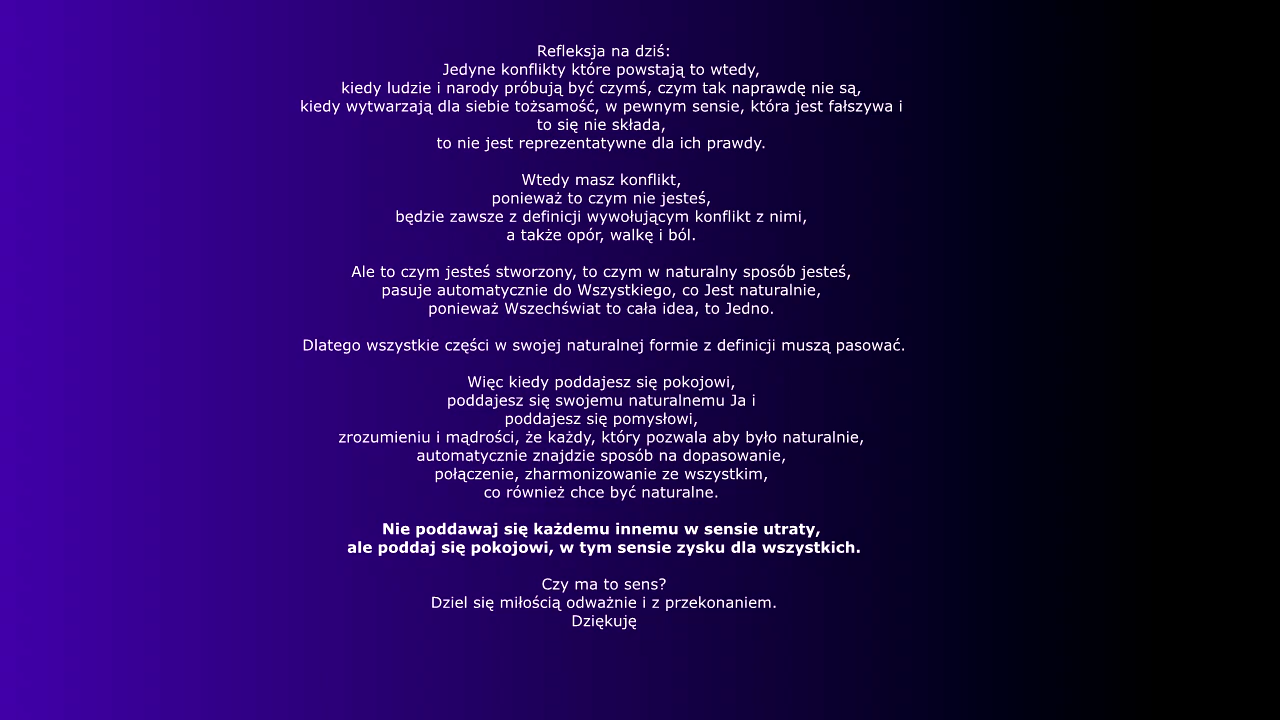 Refleksja na dziś:
Jedyne konflikty które powstają to wtedy,
kiedy ludzie i narody próbują być czymś, czym tak naprawdę nie są,
kiedy wytwarzają dla siebie tożsamość, w pewnym sensie, która jest fałszywa i
to się nie składa,
to nie jest reprezentatywne dla ich prawdy.
Wtedy masz konflikt,
ponieważ to czym nie jesteś,
będzie zawsze z definicji wywołującym konflikt z nimi,
a także opór, walkę i ból.
Ale to czym jesteś stworzony, to czym w naturalny sposób jesteś,
pasuje automatycznie do Wszystkiego, co Jest naturalnie,
ponieważ Wszechświat to cała idea, to Jedno.
Dlatego wszystkie części w swojej naturalnej formie z definicji muszą pasować.
Więc kiedy poddajesz się pokojowi,
poddajesz się swojemu naturalnemu Ja i
poddajesz się pomysłowi,
zrozumieniu i mądrości, że każdy, który pozwala aby było naturalnie,
automatycznie znajdzie sposób na dopasowanie,
połączenie, zharmonizowanie ze wszystkim,
co również chce być naturalne.
Nie poddawaj się każdemu innemu w sensie utraty,
ale poddaj się pokojowi, w tym sensie zysku dla wszystkich.
Czy ma to sens?
Dziel się miłością odważnie i z przekonaniem.
Dziękuję